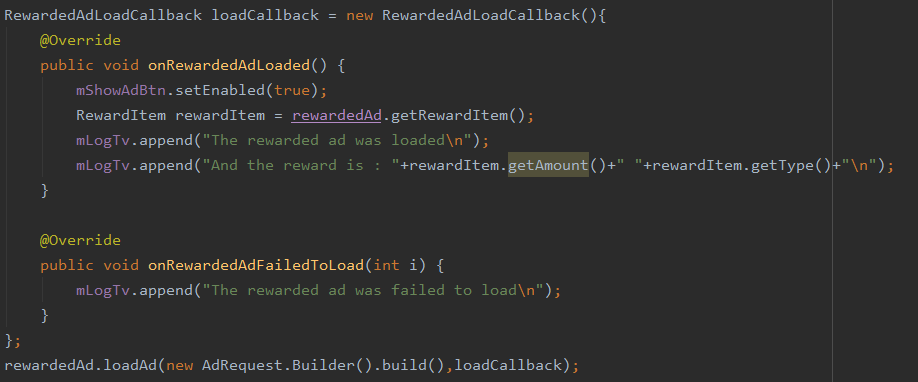 RewardedAdLoadCallback loadCallback = new RewardedAdLoadCallback(){
    @Override
    public void onRewardedAdLoaded() {
        mShowAdBtn.setEnabled(true);
        RewardItem rewardItem = rewardedAd.getRewardItem();
        mLogTv.append("The rewarded ad was loaded\n");
        mLogTv.append("And the reward is : "+rewardItem.getAmount()+" "+rewardItem.getType()+"\n");
    }

    @Override
    public void onRewardedAdFailedToLoad(int i) {
        mLogTv.append("The rewarded ad was failed to load\n");
    }
};
rewardedAd.loadAd(new AdRequest.Builder().build(),loadCallback);